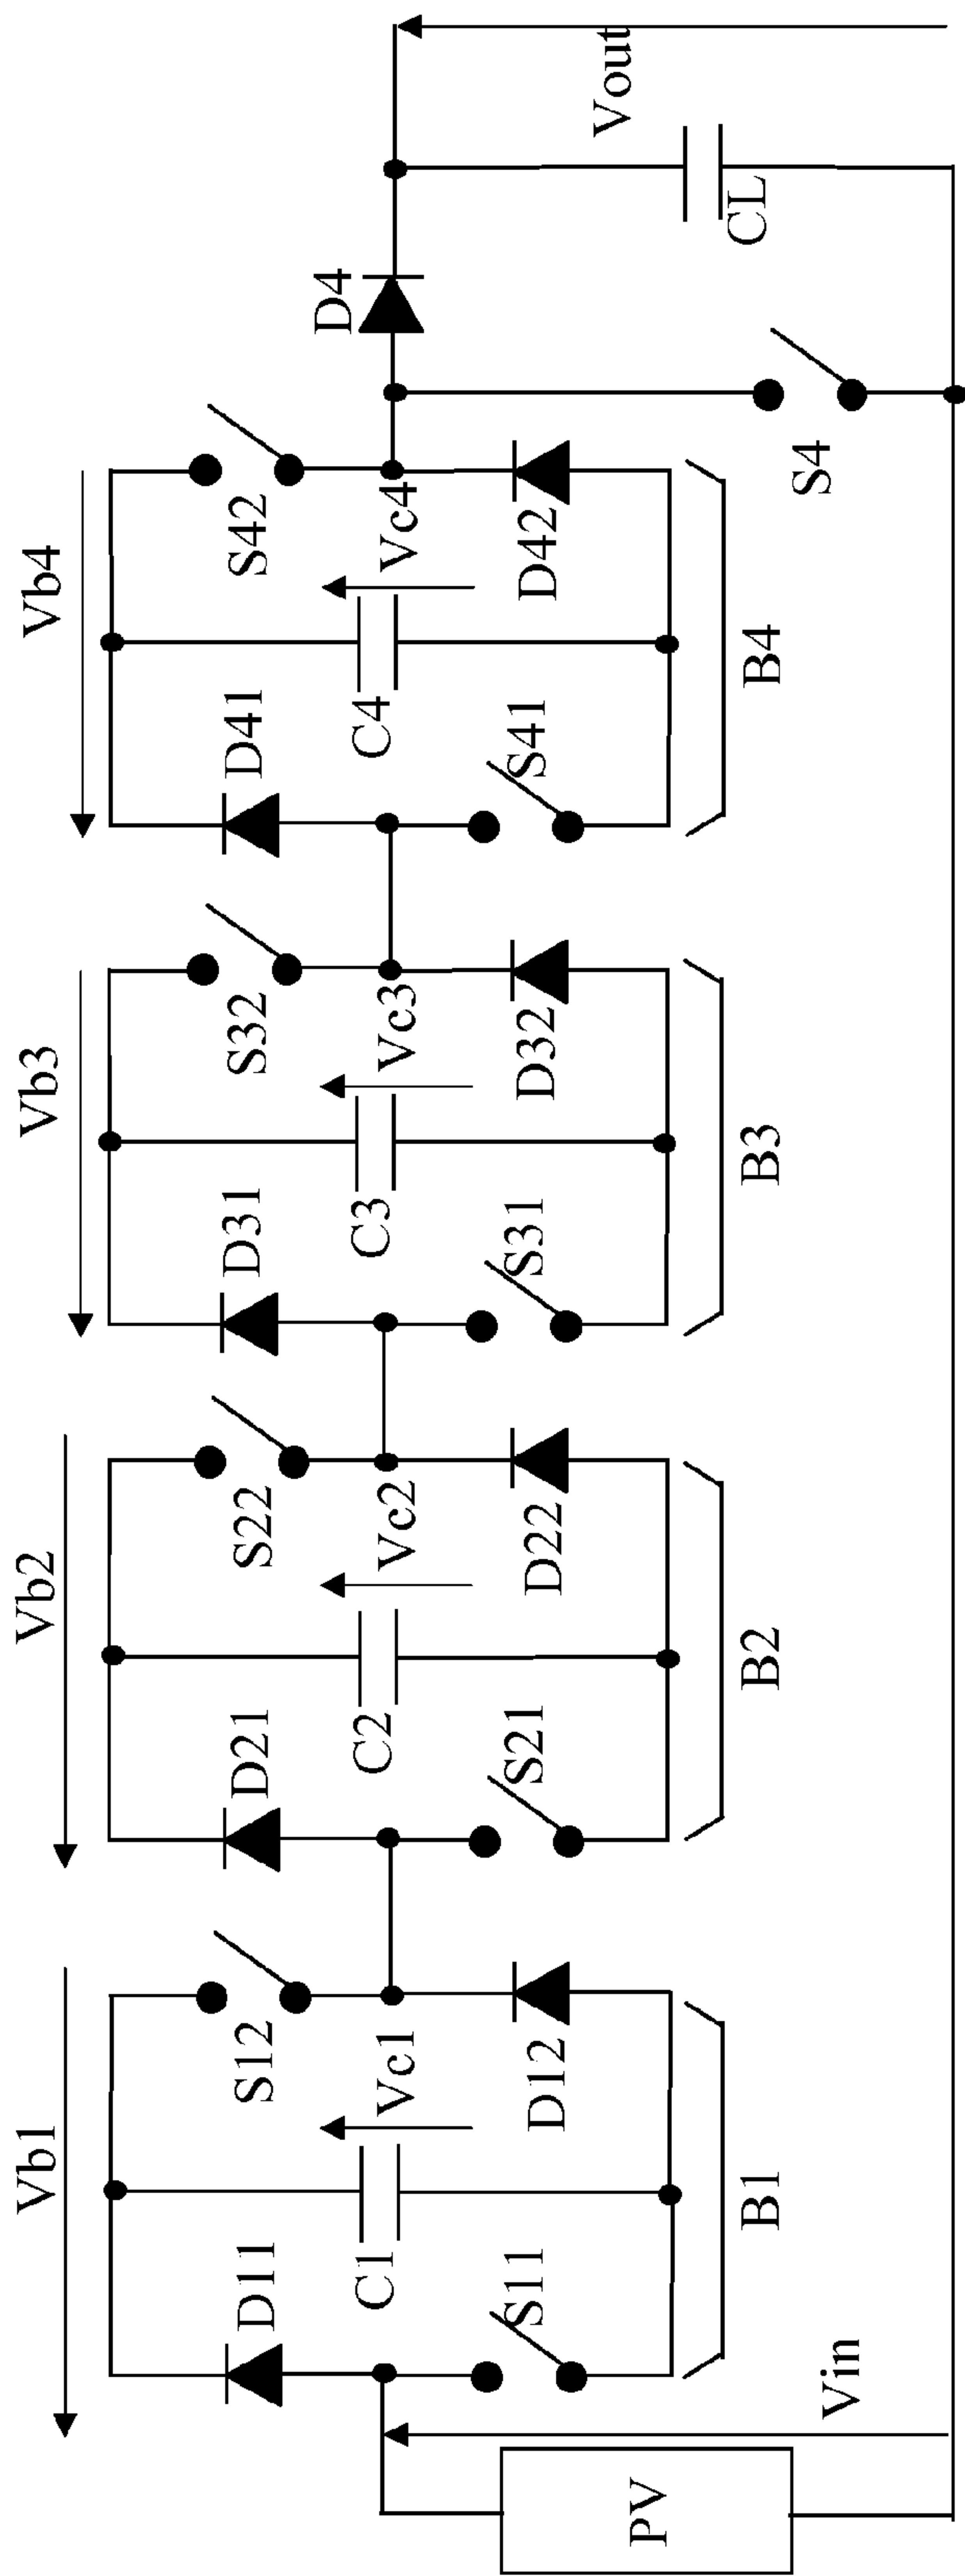 Vb1
Vb2
Vb3
Vb4
D11
S12
D21
S22
D31
S32
D41
S42
D4
C1
Vc1
C2
Vc2
C3
Vc3
C4
Vc4
S11
D12
S21
D22
S31
D32
S41
D42
Vout
PV
Vin
B1
B2
B3
B4
S4
CL